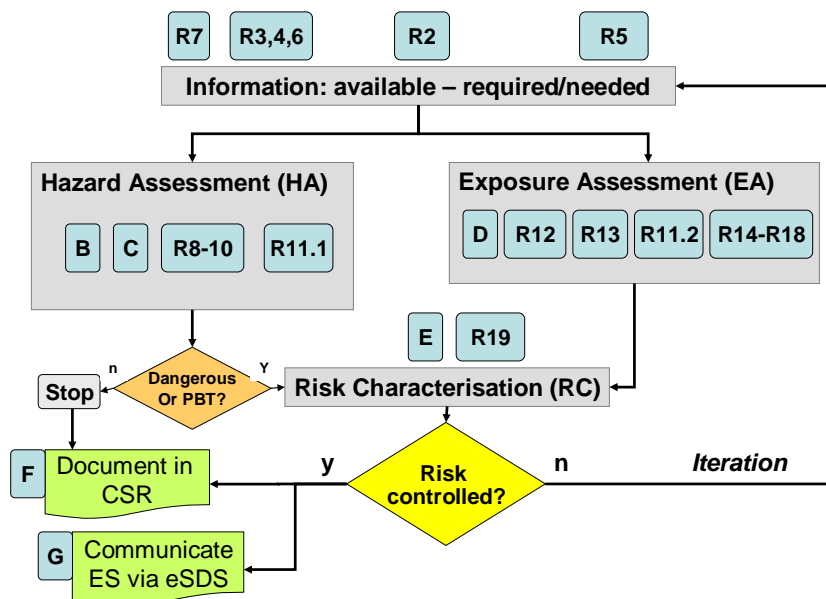 R7 R3,4,6 R2 R5
Information: available – required/needed
Hazard Assessment (HA)
B C R8-10 R11.1
Exposure Assessment (EA)
D R12 R13 R11.2 R14-R18
E R19
n
Y
Dangerous
Or PBT?
Stop
Risk Characterisation (RC)
F
Document in
CSR
y
Risk
controlled?
n
Iteration
G
Communicate
ES via eSDS